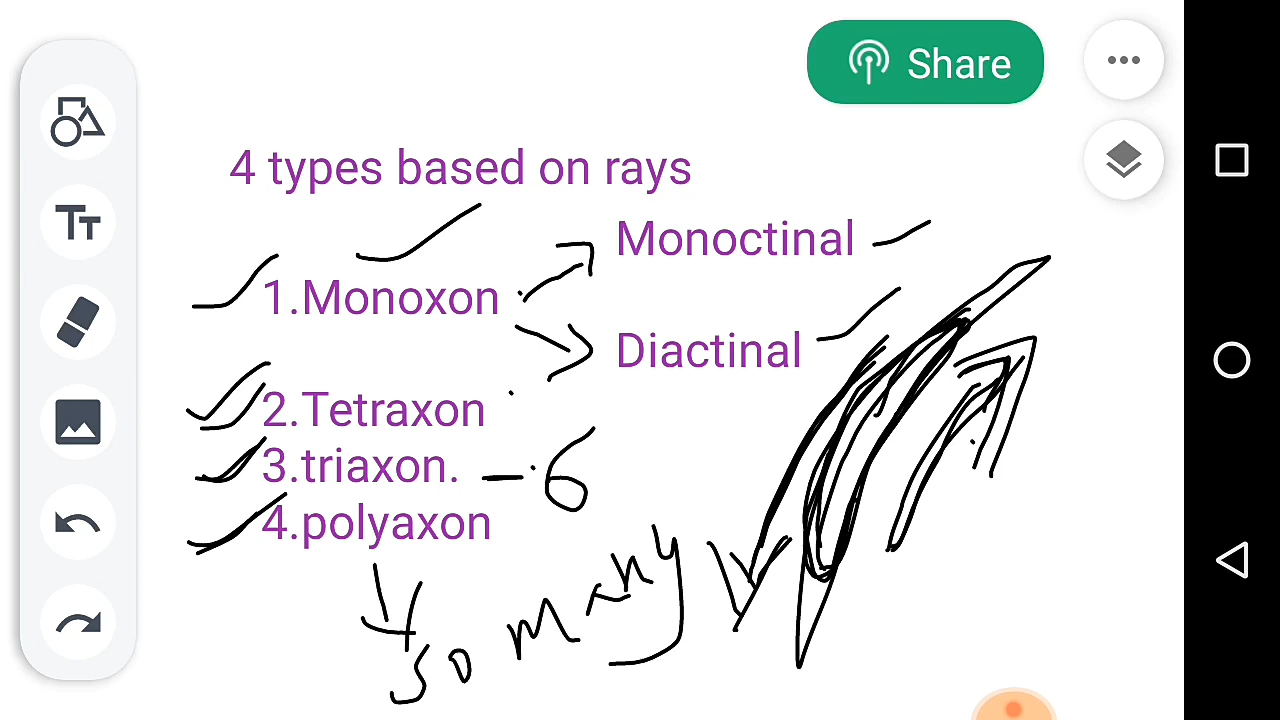 Share
4 types based on rays
Monoctinal
1.Monoxon
Diactinal
2.Tetraxon
3.triaxon. - 6
4.polyaxon
so many